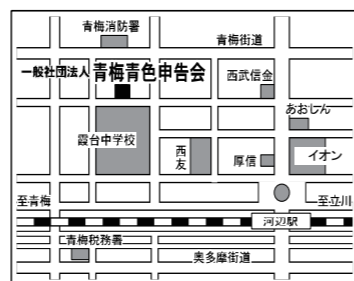 青梅消防署
青梅街道
一般社団法人 青梅青色申告会
西武信金
あおしん
霞台中学校
西友
厚信
イオン
至青梅
至立川
河辺駅
青梅税務署
奥多摩街道